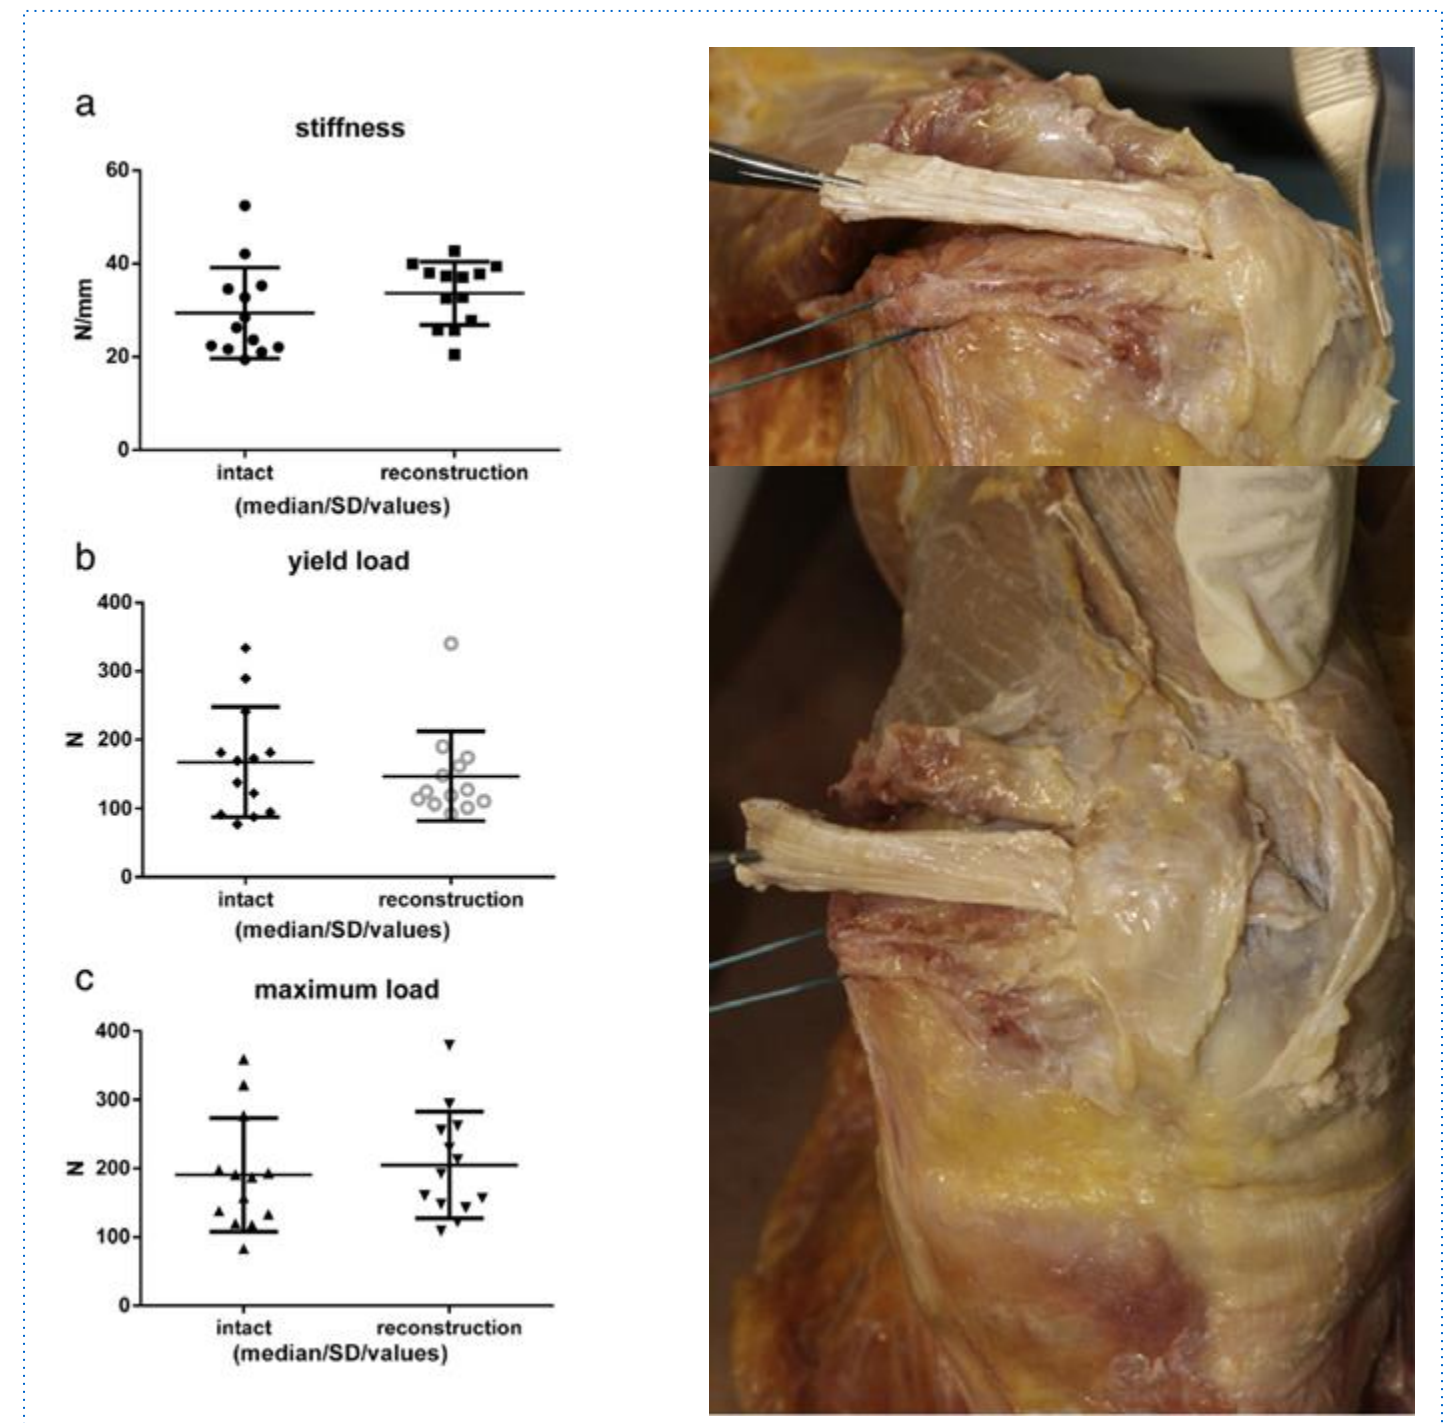 a
stiffness
60
40
20
0
N/mm
intact
reconstruction
(median/SD/values)
b
yield load
400
300
200
100
0
N
intact
reconstruction
(median/SD/values)
c
maximum load
400
300
200
100
0
N
intact
reconstruction
(median/SD/values)